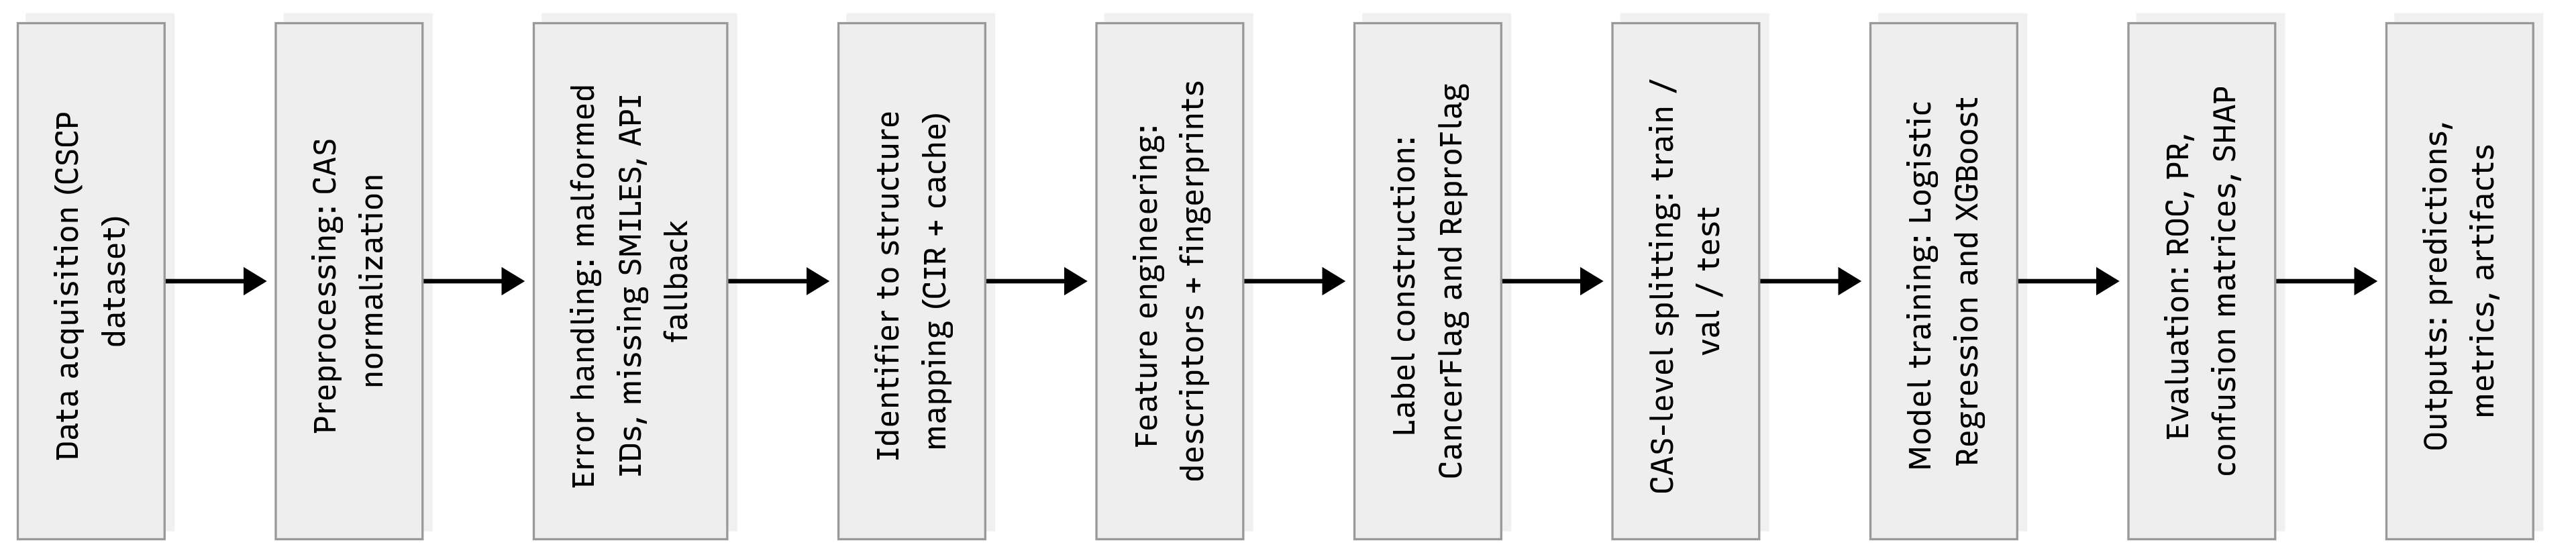 Data acquisition (CSCP
dataset)
Preprocessing: CAS
normalization
Error handling: malformed
IDs, missing SMILES, API
fallback
Identifier to structure
mapping (CIR + cache)
Feature engineering:
descriptors + fingerprints
Label construction:
CancerFlag and ReproFlag
CAS-level splitting: train /
val / test
Model training: Logistic
Regression and XGBoost
Evaluation: ROC, PR,
confusion matrices, SHAP
Outputs: predictions,
metrics, artifacts